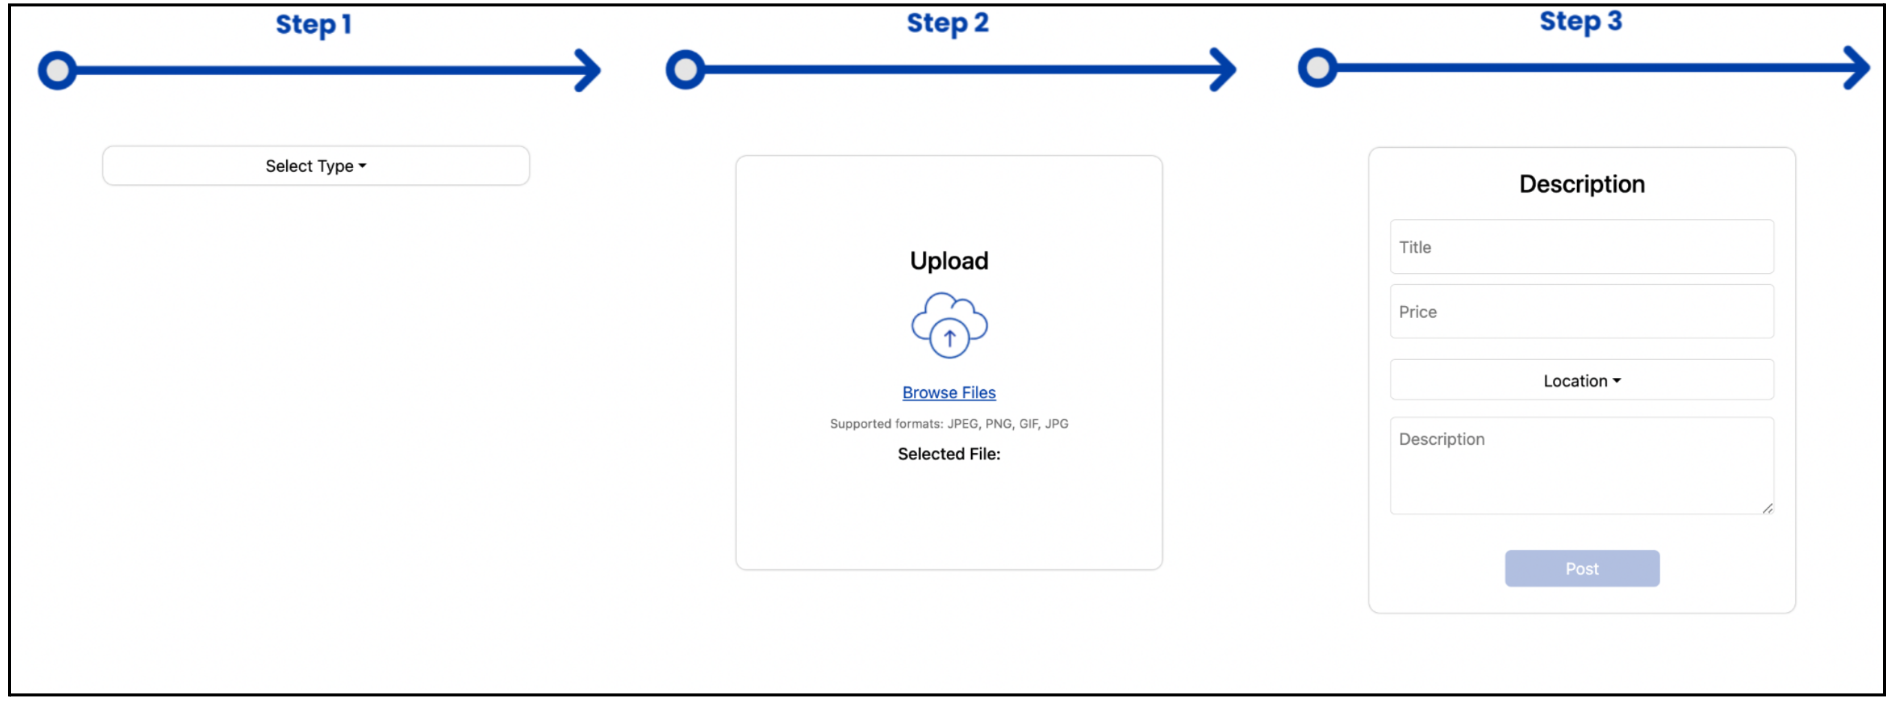 Step 1
Select Type
Step 2
Upload
Browse Files
Supported formats: JPEG, PNG, GIF, JPG
Selected File:
Step 3
Description
Title
Price
Location
Description
Post